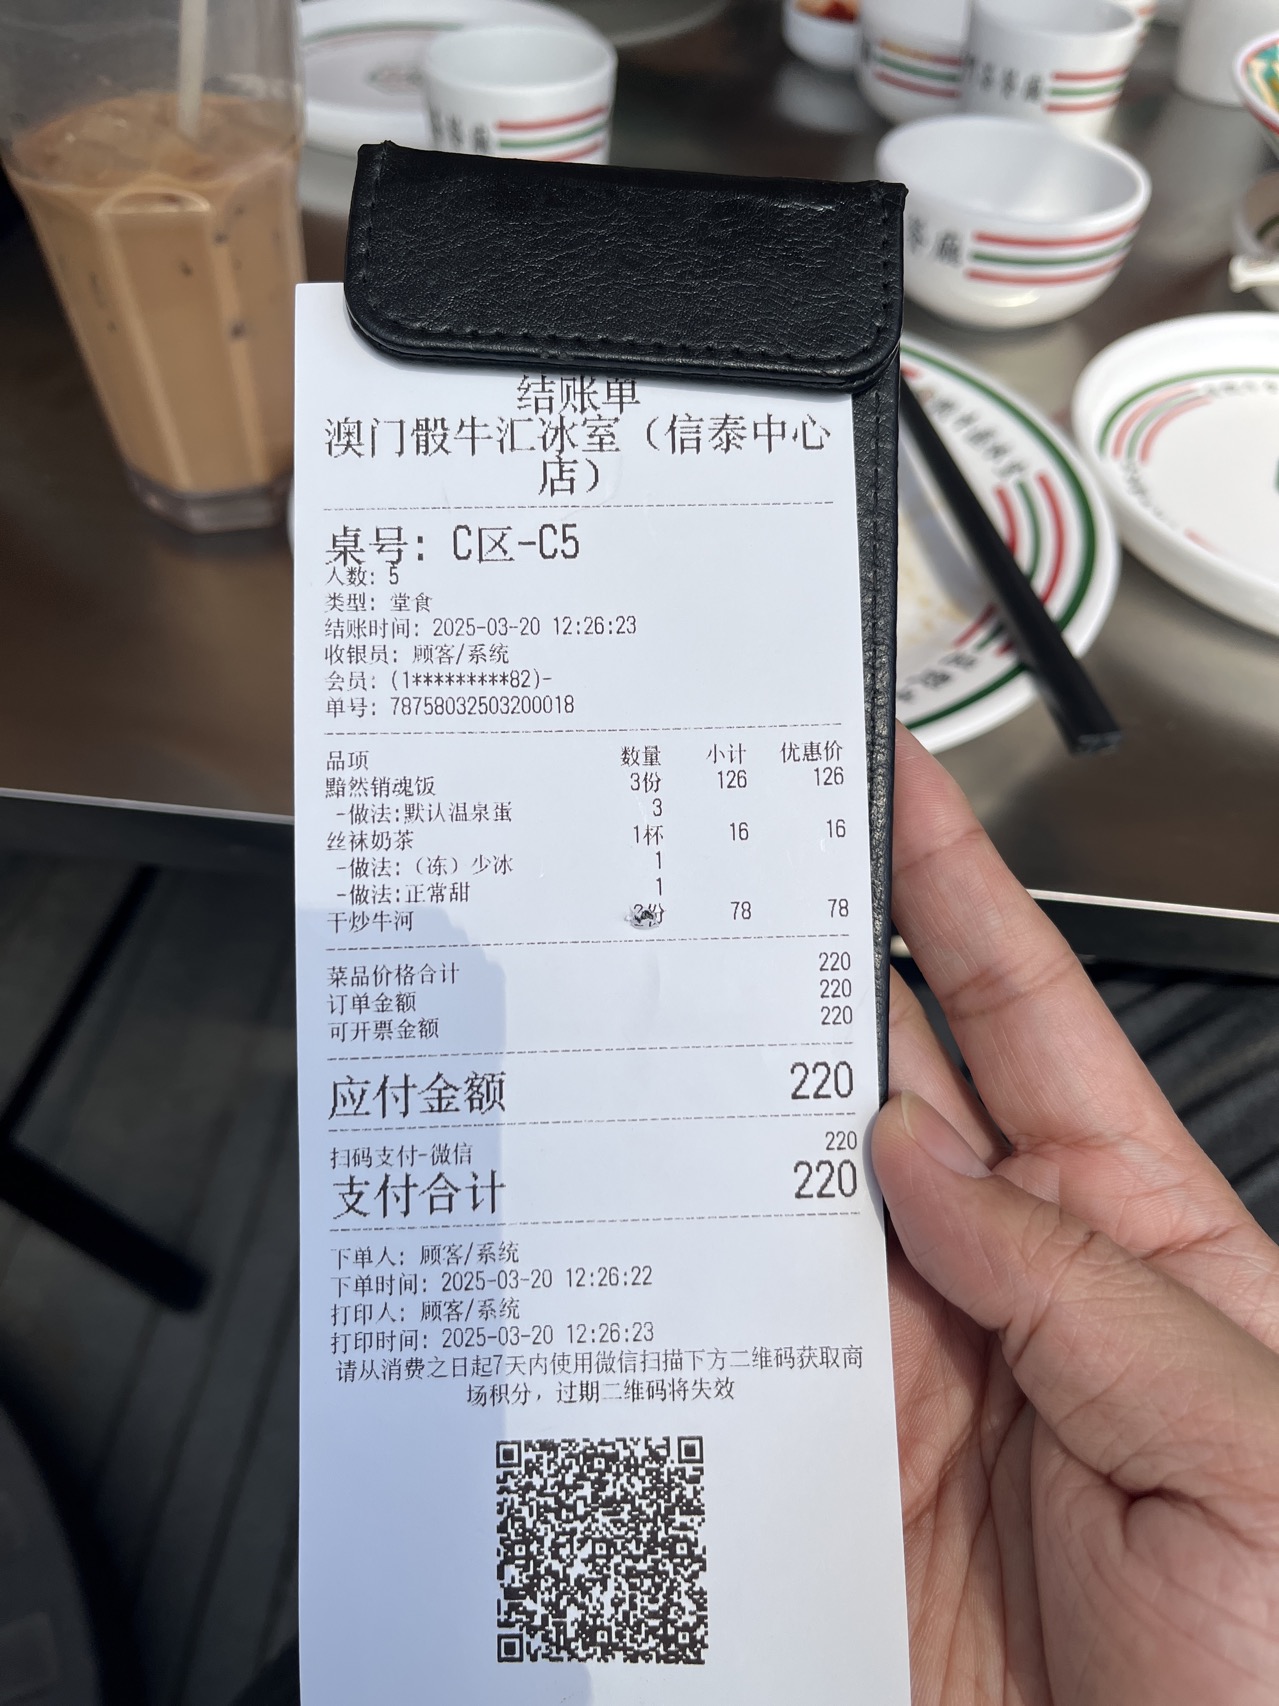 结账单
澳门骰牛汇冰室（信泰中心
店）
桌号: C区-C5
人数: 5
类型: 堂食
结账时间: 2025-03-20 12:26:23
收银员: 顾客/系统
会员: (1*********82)-
单号: 78758032503200018
品项 数量 小计 优惠价
黯然销魂饭 3份 126 126
-做法:默认温泉蛋 3
丝袜奶茶 1杯 16 16
-做法:（冻）少冰 1
-做法:正常甜 1
干炒牛河 份 78 78
菜品价格合计 220
订单金额 220
可开票金额 220
应付金额 220
扫码支付-微信 220
支付合计 220
下单人: 顾客/系统
下单时间: 2025-03-20 12:26:22
打印人: 顾客/系统
打印时间: 2025-03-20 12:26:23
请从消费之日起7天内使用微信扫描下方二维码获取商
场积分，过期二维码将失效